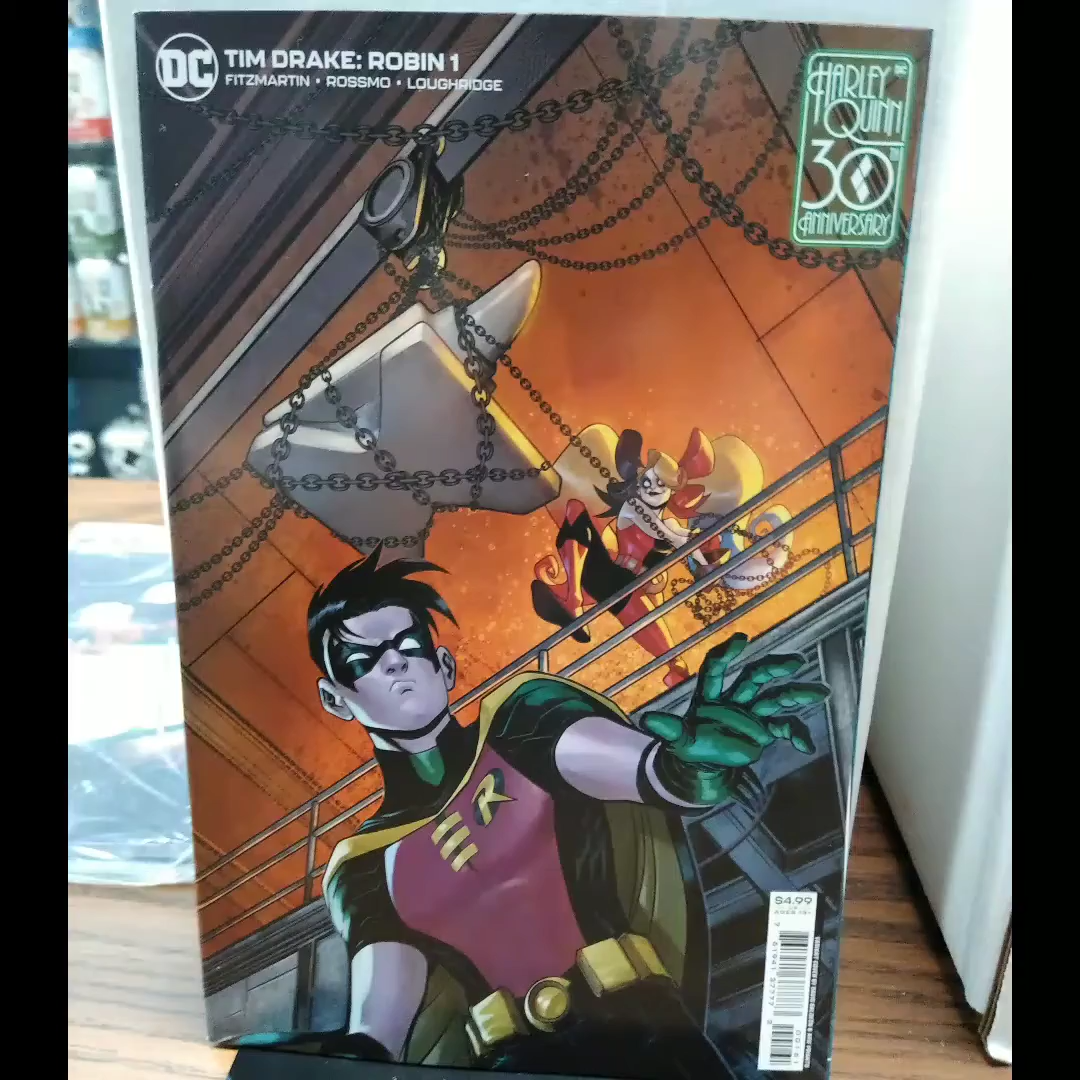 DC
TIM DRAKE: ROBIN 1
FITZMARTIN • ROSSMO • LOUGHRIDGE
HARLEY
QUINN
30
ANNIVERSARY
R
$4.99